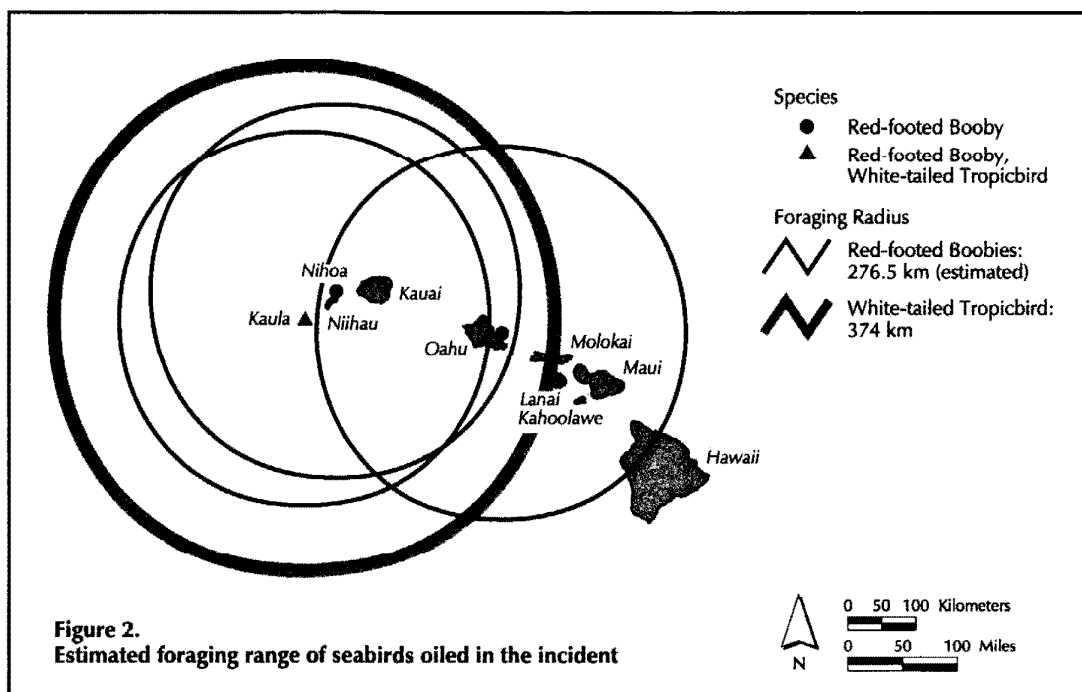 Species
Red-footed Booby
Red-footed Booby,
White-tailed Tropicbird
Foraging Radius
Red-footed Boobies:
276.5 km (estimated)
White-tailed Tropicbird:
374 km
Nihoa
Kauai
Kaula
Niihau
Oahu
Molokai
Maui
Lanai
Kahoolawe
Hawaii
Figure 2.
Estimated foraging range of seabirds oiled in the incident
N
0 50 100 Kilometers
0 50 100 Miles